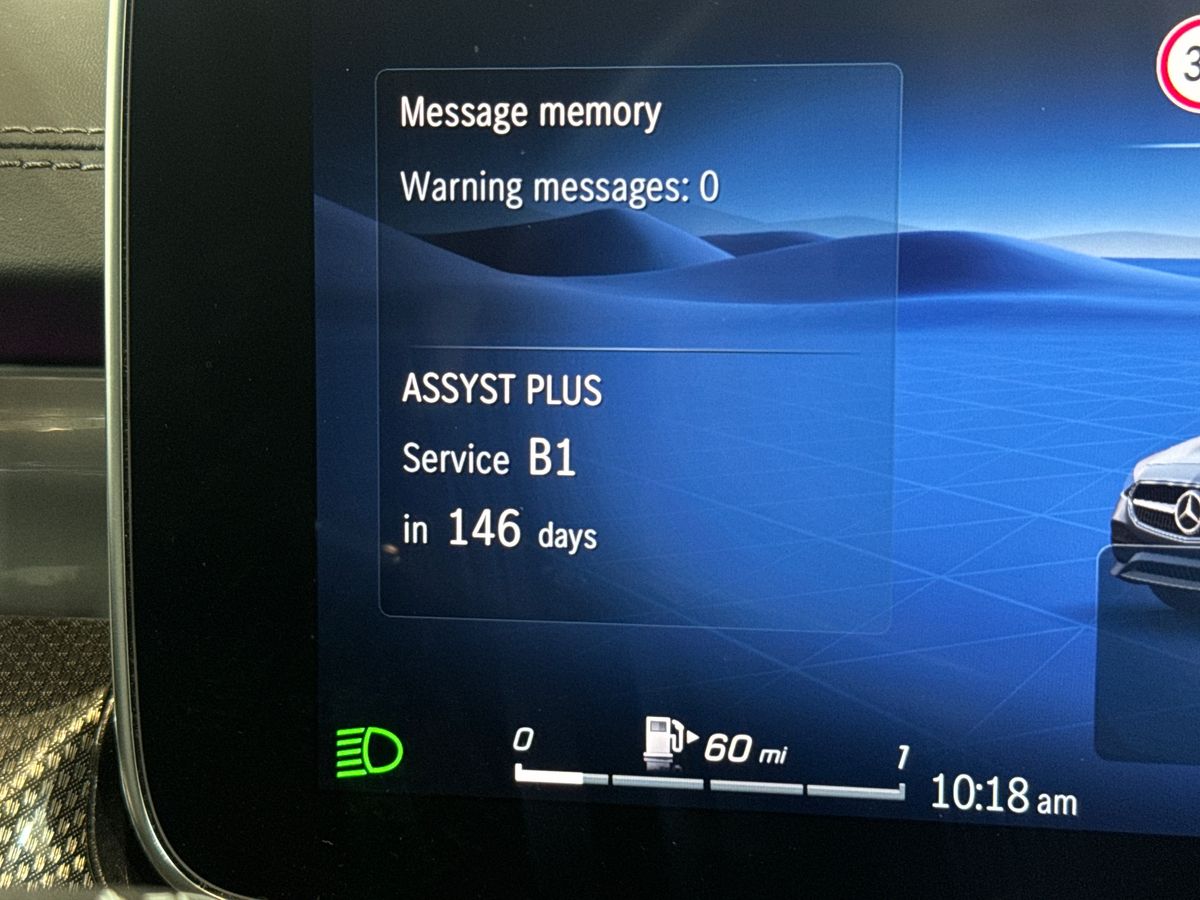 Message memory
Warning messages: 0
ASSYST PLUS
Service B1
in 146 days
0
60 mi
1
10:18 am
3